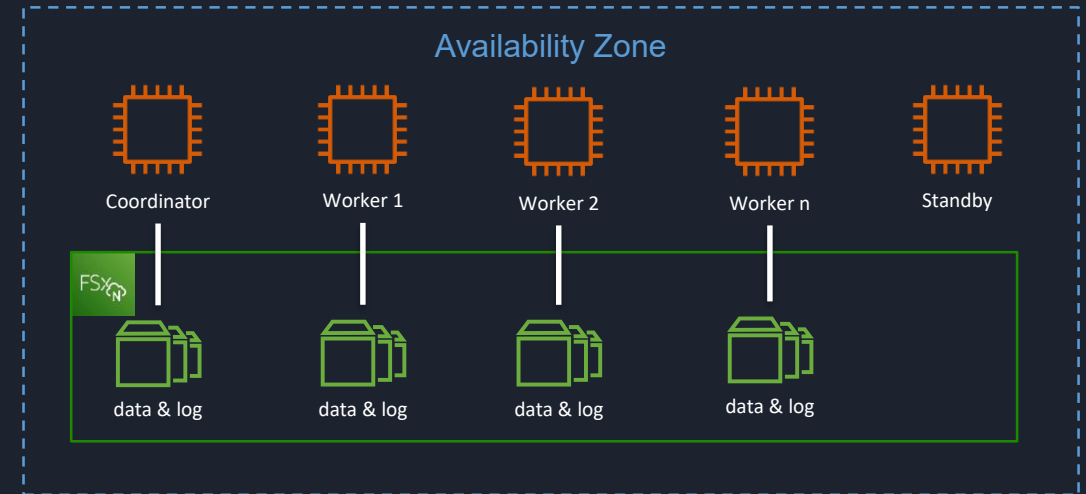 Availability Zone
Coordinator
Worker 1
Worker 2
Worker n
Standby
FSx
N
data & log
data & log
data & log
data & log